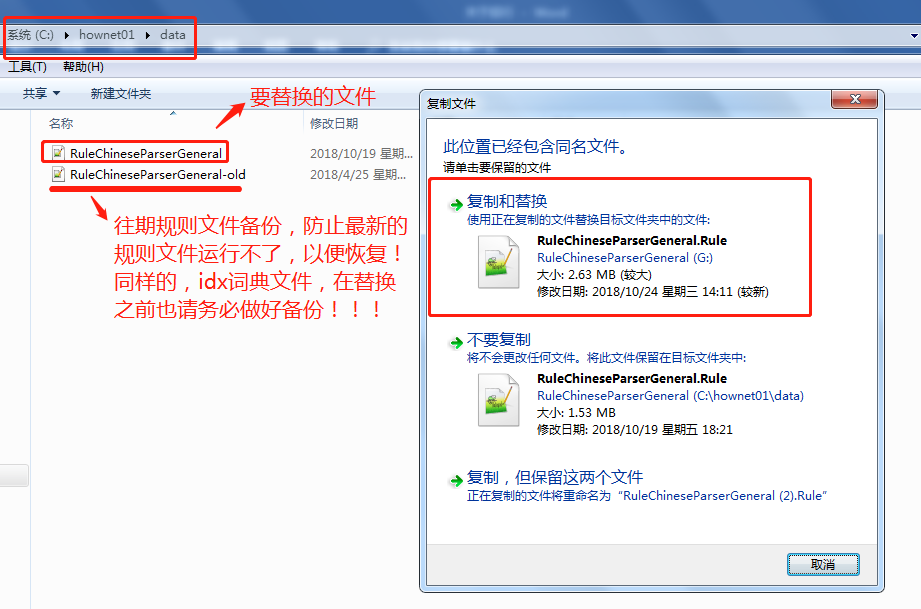 系统 (C:) ▸ hownet01 ▸ data
工具(T) 帮助(H)
共享 新建文件夹
要替换的文件
名称 修改日期
RuleChineseParserGeneral 2018/10/19 星期...
RuleChineseParserGeneral-old 2018/4/25 星期...
往期规则文件备份，防止最新的
规则文件运行不了，以便恢复！
同样的，idx词典文件，在替换
之前也请务必做好备份！！！
复制文件
此位置已经包含同名文件。
请单击要保留的文件
复制和替换
使用正在复制的文件替换目标文件夹中的文件:
RuleChineseParserGeneral.Rule
RuleChineseParserGeneral (G:)
大小: 2.63 MB (较大)
修改日期: 2018/10/24 星期三 14:11 (较新)
不要复制
将不会更改任何文件。将此文件保留在目标文件夹中:
RuleChineseParserGeneral.Rule
RuleChineseParserGeneral (C:\hownet01\data)
大小: 1.53 MB
修改日期: 2018/10/19 星期五 18:21
复制，但保留这两个文件
正在复制的文件将重命名为“RuleChineseParserGeneral (2).Rule”
取消